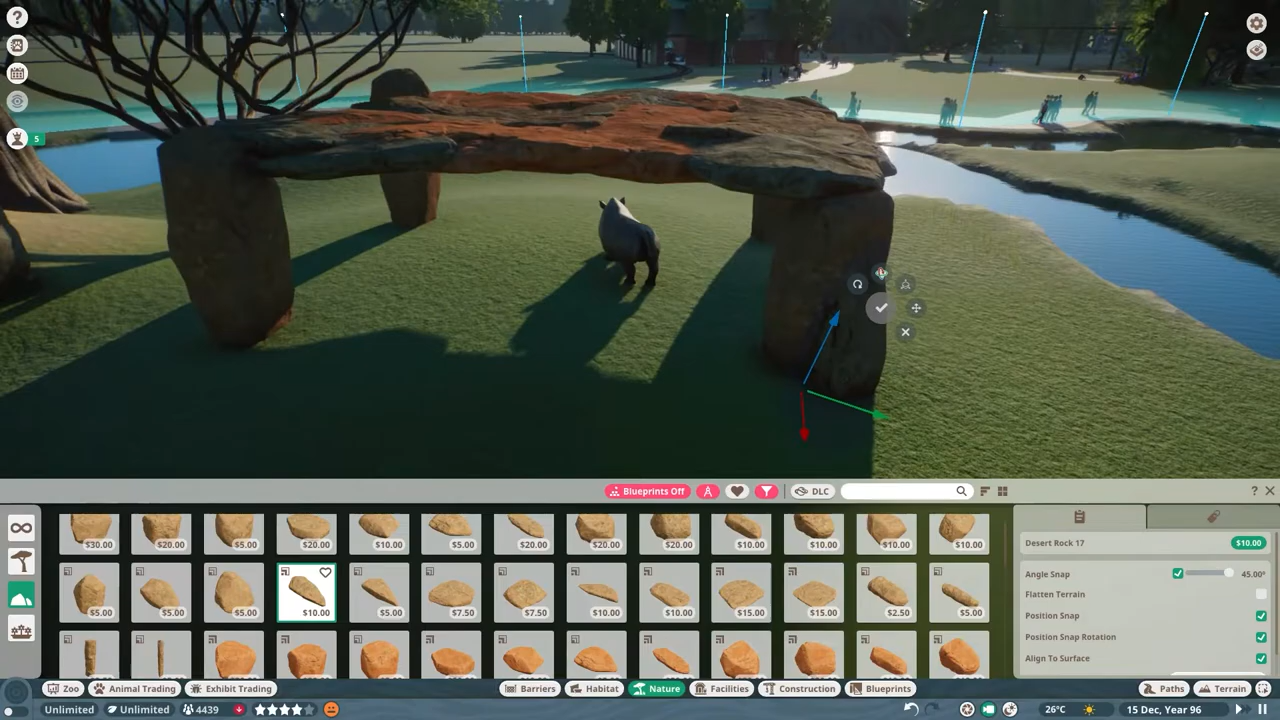 ?
5
Blueprints Off
DLC
? ×
$30.00 $20.00 $5.00 $20.00 $10.00 $5.00 $20.00 $20.00 $20.00 $10.00 $10.00 $10.00 $10.00
$5.00 $5.00 $5.00 $10.00 $5.00 $7.50 $7.50 $10.00 $10.00 $15.00 $15.00 $2.50 $5.00
Desert Rock 17 $10.00
Angle Snap 45.00°
Flatten Terrain
Position Snap
Position Snap Rotation
Align To Surface
Zoo Animal Trading Exhibit Trading Barriers Habitat Nature Facilities Construction Blueprints Paths Terrain
Unlimited Unlimited 4439 26°C 15 Dec, Year 96